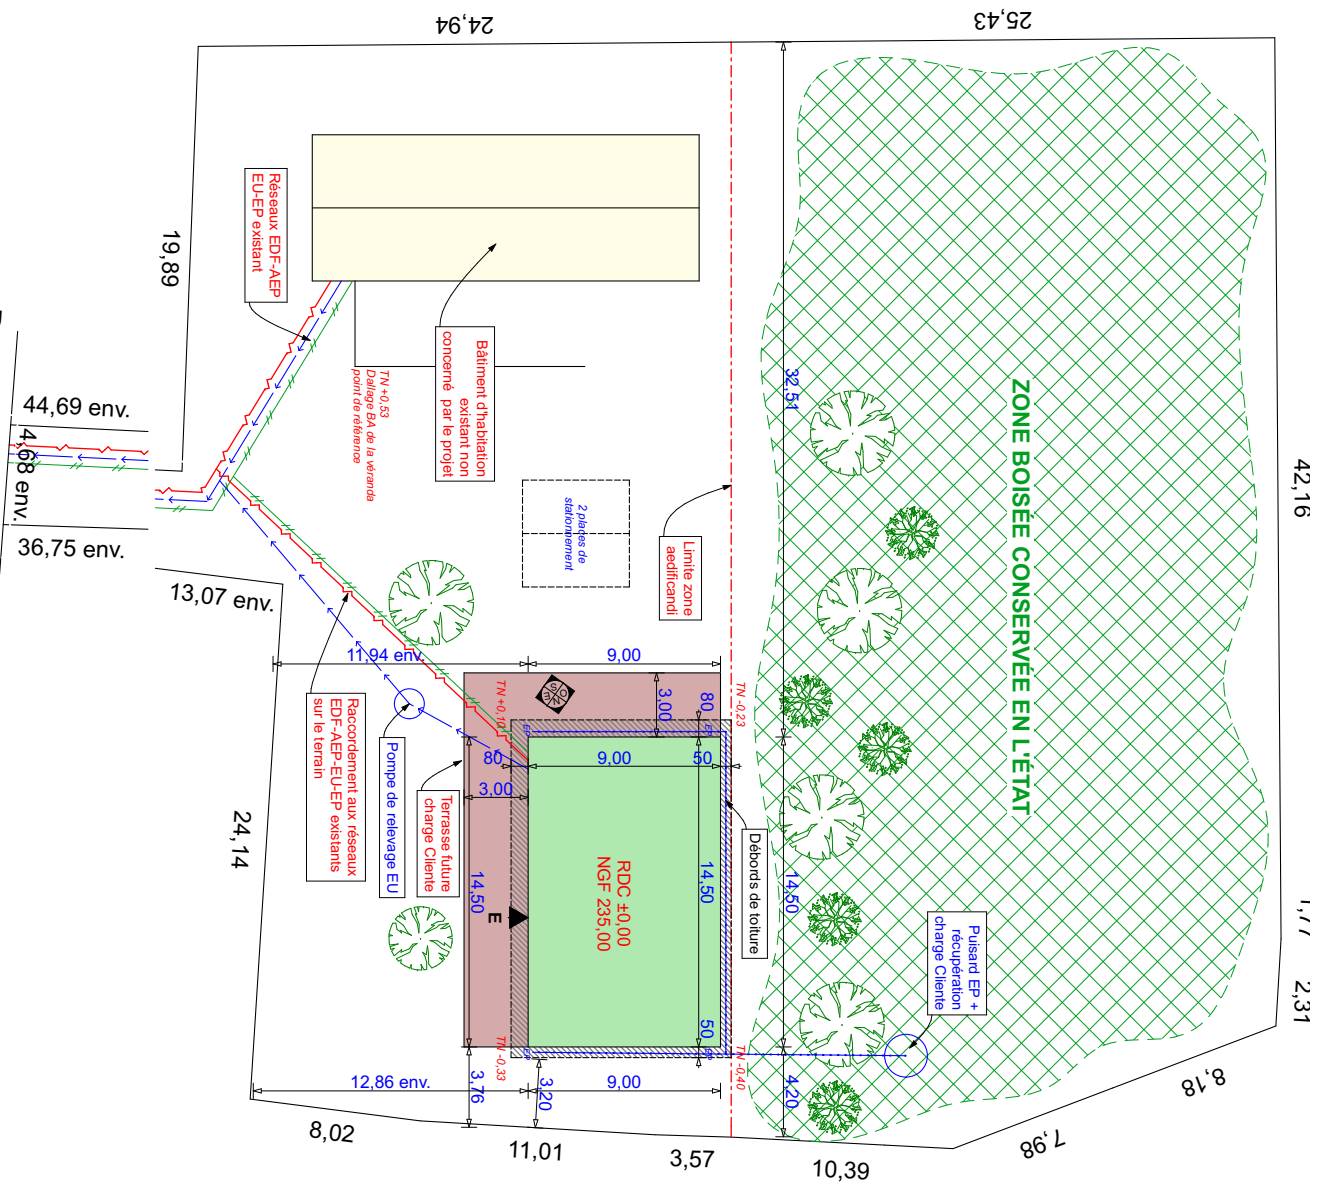 24,94
25,43
19,89
Réseaux EDF-AEP
EU-EP existant
Bâtiment d'habitation
existant non
concerné par le projet
TN +0,53
Dallage BA de la véranda
point de référence
44,69 env.
4,68 env.
36,75 env.
13,07 env.
2 places de
stationnement
Limite zone
aedificandi
32,51
ZONE BOISÉE CONSERVÉE EN L'ÉTAT
42,16
11,94 env.
9,00
3,00
80
TN -0,23
TN +0,10
O
N
S
E
EP
EP
80
9,00
50
3,00
Raccordement aux réseaux
EDF-AEP-EU-EP existants
sur le terrain
Pompe de relevage EU
Terrasse future
charge Cliente
14,50
E
RDC ±0,00
NGF 235,00
14,50
Débords de toiture
14,50
Puisard EP +
récupération
charge Cliente
24,14
50
EP
EP
TN -0,33
TN -0,40
12,86 env.
3,76
3,20
9,00
4,20
2,31
8,18
7,98
8,02
11,01
3,57
10,39